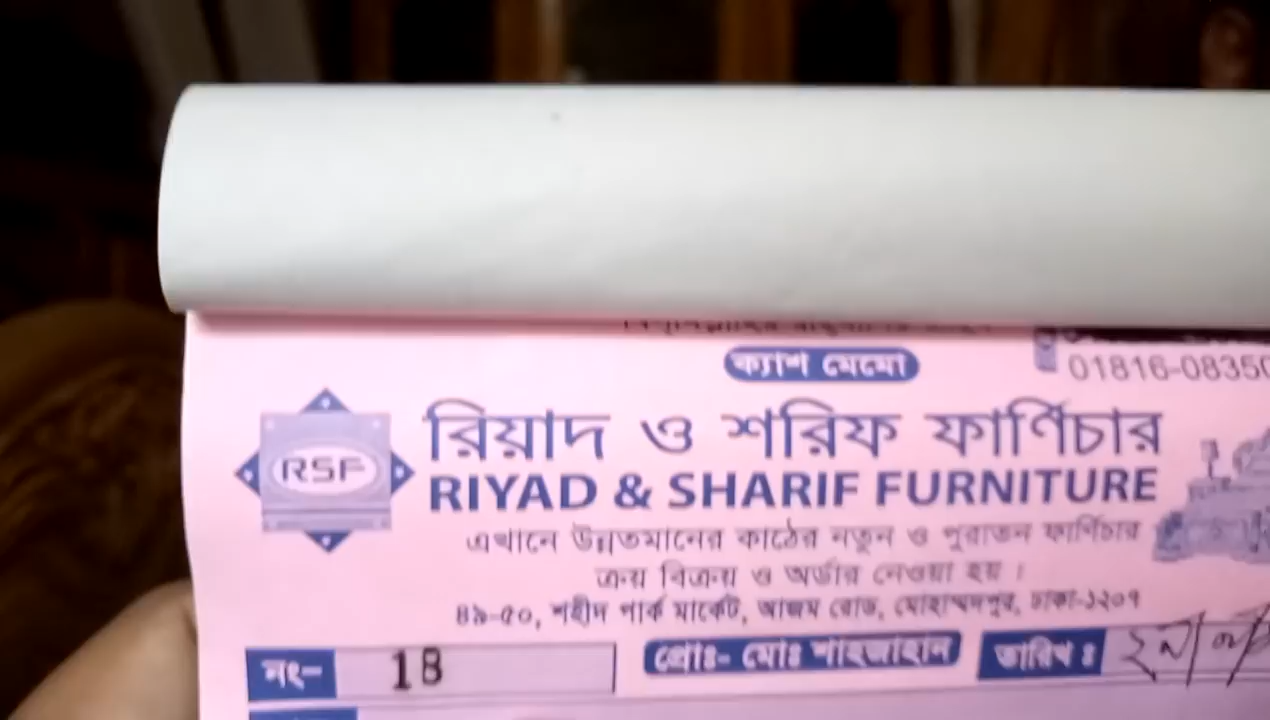 ক্যাশ মেমো
01816-0835
রিয়াদ ও শরিফ ফার্ণিচার
RSF
RIYAD & SHARIF FURNITURE
এখানে উন্নতমানের কাঠের নতুন ও পুরাতন ফার্ণিচার
ক্রয় বিক্রয় ও অর্ডার নেওয়া হয় ।
৪৯-৫০, শহীদ পার্ক মার্কেট, আজম রোড, মোহাম্মদপুর, ঢাকা-১২০৭
নং- 18 প্রোঃ- মোঃ শাহজাহান তারিখ ঃ